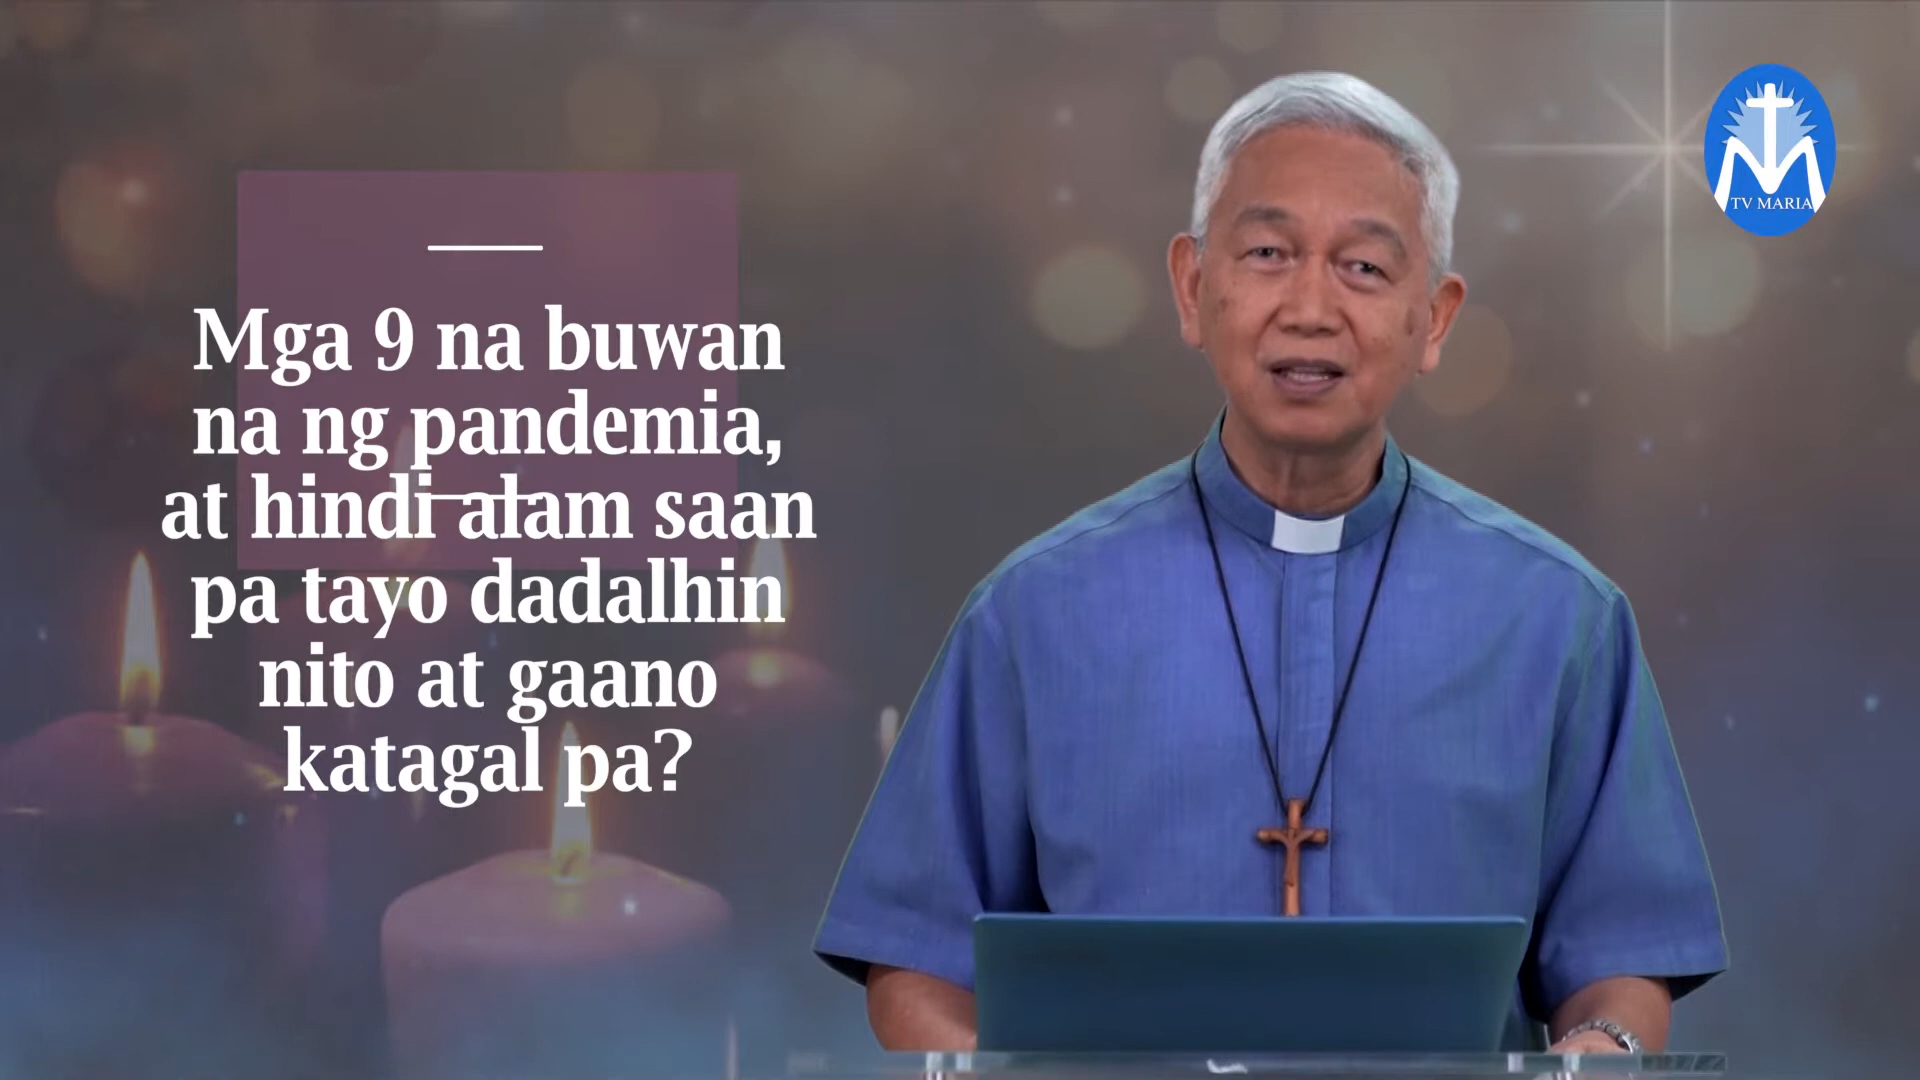 Mga 9 na buwan
na ng pandemia,
at hindi alam saan
pa tayo dadalhin
nito at gaano
katagal pa?
TV MARIA